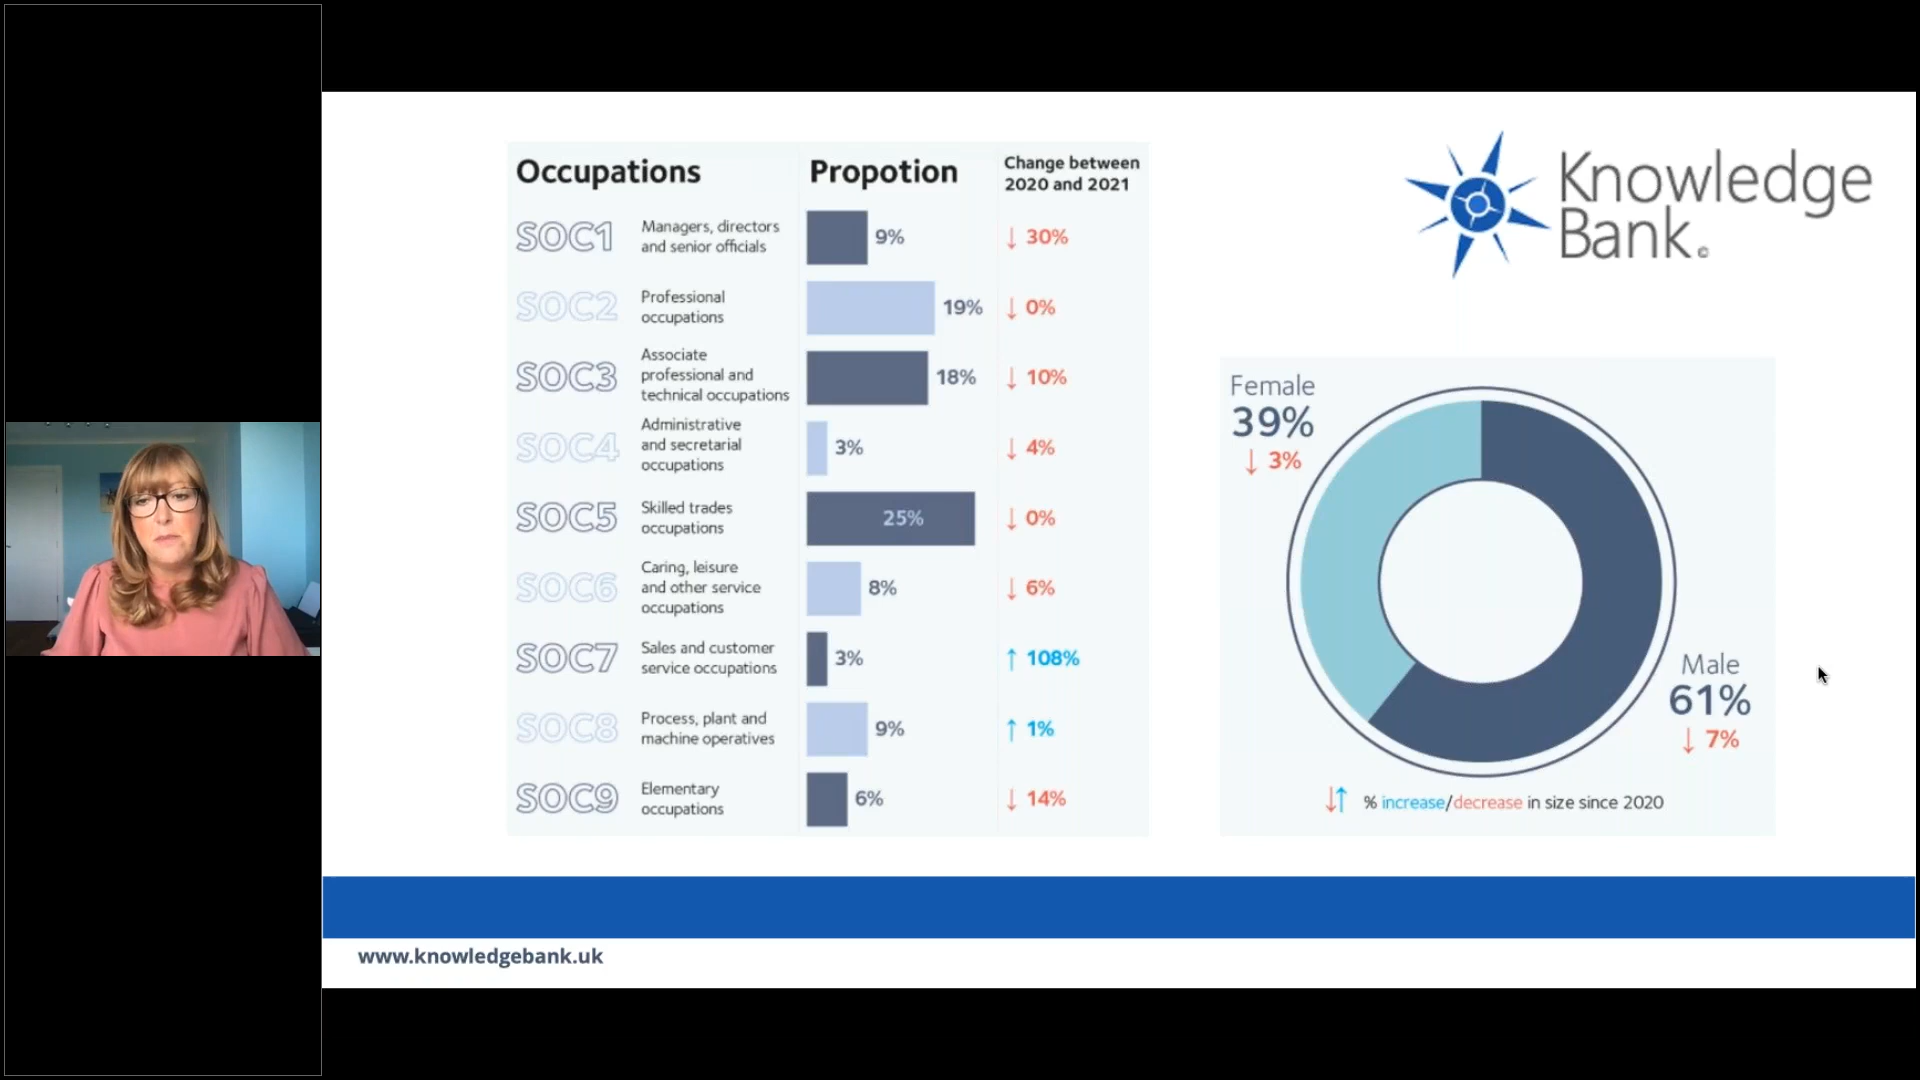 Occupations Propotion Change between
2020 and 2021
SOC1 Managers, directors
and senior officials 9% ↓ 30%
SOC2 Professional
occupations 19% ↓ 0%
SOC3 Associate
professional and
technical occupations 18% ↓ 10%
SOC4 Administrative
and secretarial
occupations 3% ↓ 4%
SOC5 Skilled trades
occupations 25% ↓ 0%
SOC6 Caring, leisure
and other service
occupations 8% ↓ 6%
SOC7 Sales and customer
service occupations 3% ↑ 108%
SOC8 Process, plant and
machine operatives 9% ↑ 1%
SOC9 Elementary
occupations 6% ↓ 14%
Knowledge
Bank ©
Female
39%
↓ 3%
Male
61%
↓ 7%
↓↑ % increase/decrease in size since 2020
www.knowledgebank.uk